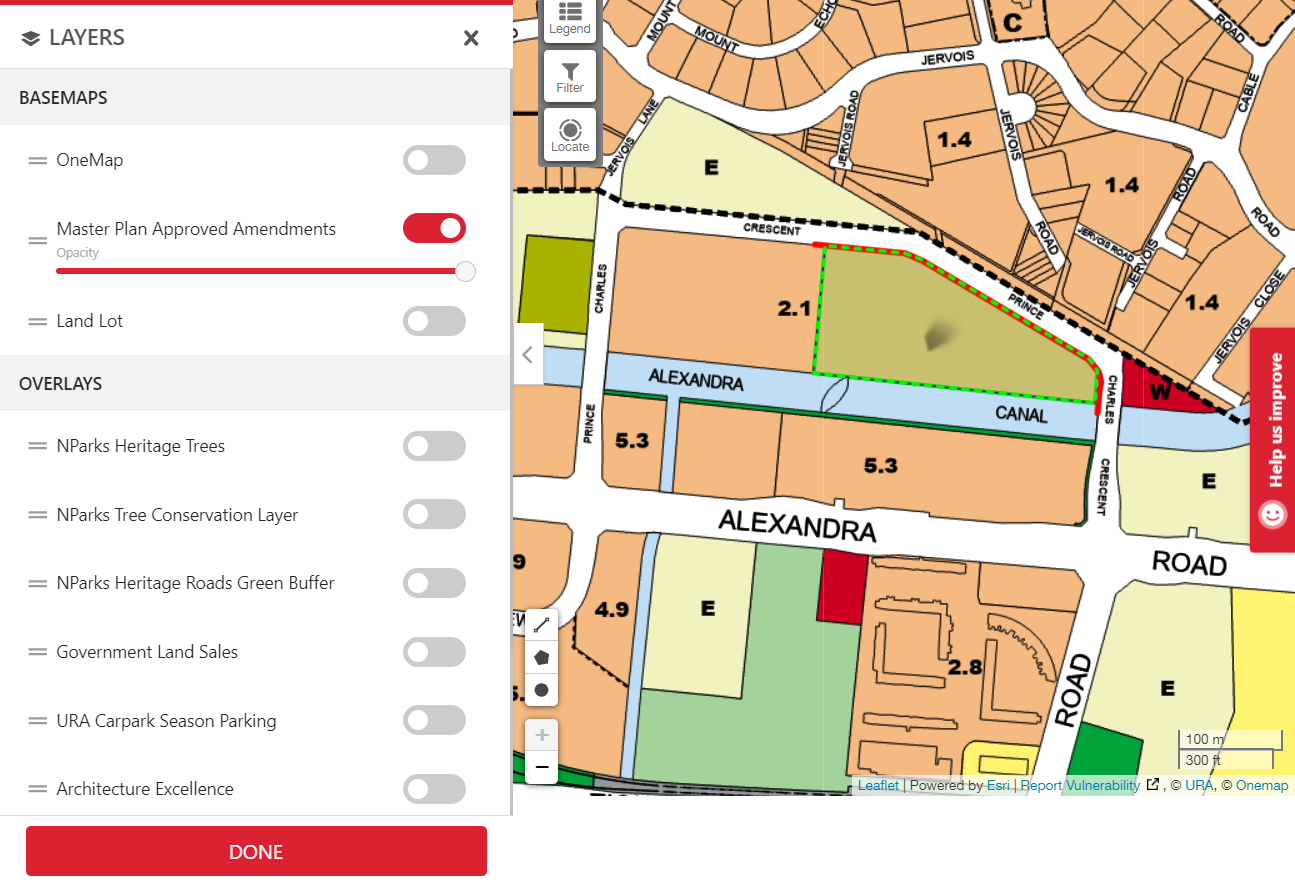 LAYERS
BASEMAPS
OneMap
Master Plan Approved Amendments
Opacity
Land Lot
OVERLAYS
NParks Heritage Trees
NParks Tree Conservation Layer
NParks Heritage Roads Green Buffer
Government Land Sales
URA Carpark Season Parking
Architecture Excellence
DONE
Legend
Filter
Locate
MOUNT
MOUNT
JERVOIS
C
ROAD
CABLE
JERVOIS LANE
JERVOIS ROAD
JERVOIS
ROAD
1.4
1.4
ROAD
ROAD
E
JERVOIS ROAD
JERVOIS
CRESCENT
CHARLES
PRINCE
2.1
PRINCE
1.4
JERVOIS CLOSE
ALEXANDRA
CANAL
CHARLES
CRESCENT
W
5.3
5.3
E
ALEXANDRA
ROAD
9
4.9
E
2.8
ROAD
E
5.
100 m
300 ft
Leaflet | Powered by Esri | Report Vulnerability , © URA, © Onemap
Help us improve